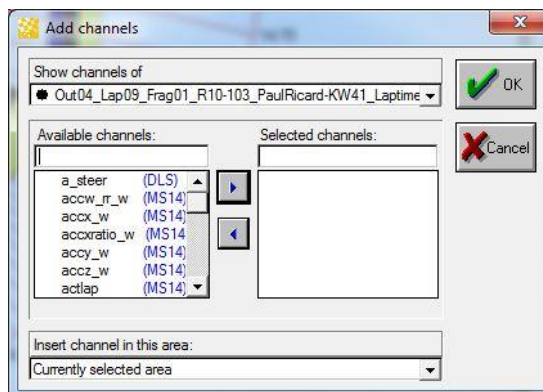 Add channels
Show channels of
Out04_Lap09_Frag01_R10-103_PaulRicard-KW41_Laptime
OK
Cancel
Available channels:
Selected channels:
a_steer (DLS)
accw_rr_w (MS14)
accx_w (MS14)
accxratio_w (MS14
accy_w (MS14)
accz_w (MS14)
actlap (MS14)
Insert channel in this area:
Currently selected area